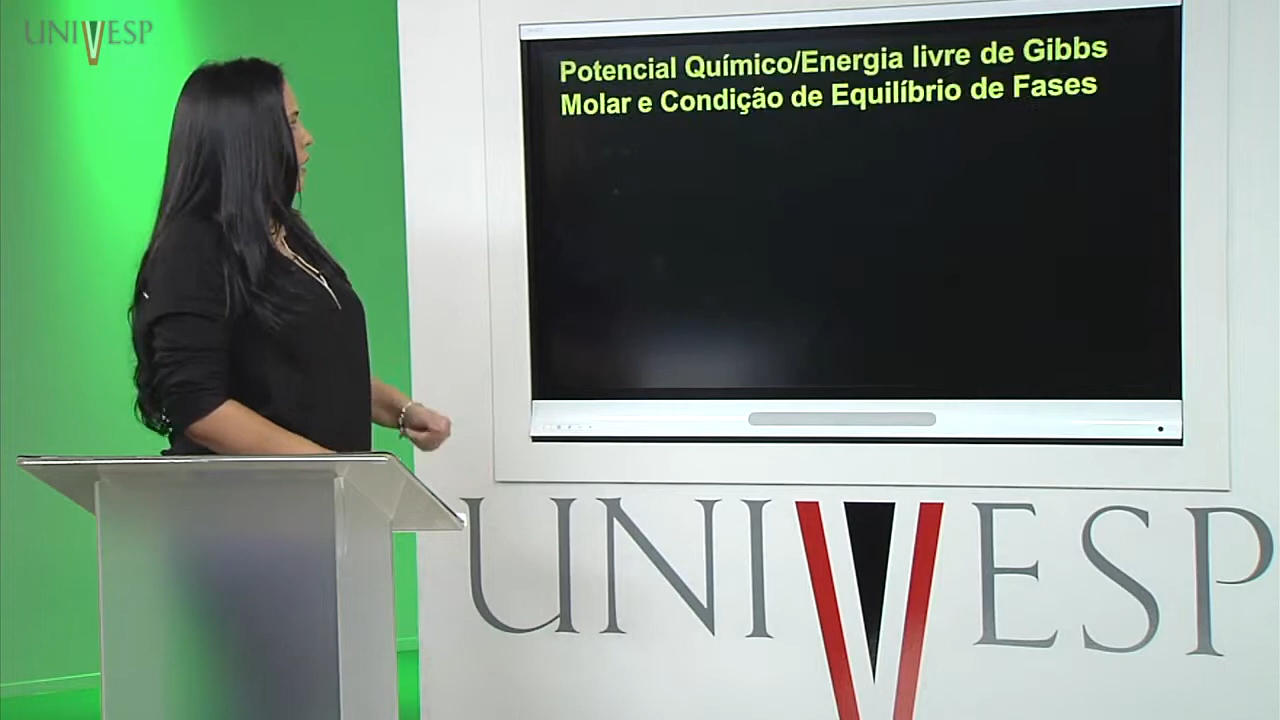 UNIVESP
Potencial Químico/Energia livre de Gibbs
Molar e Condição de Equilíbrio de Fases
UNIVESP